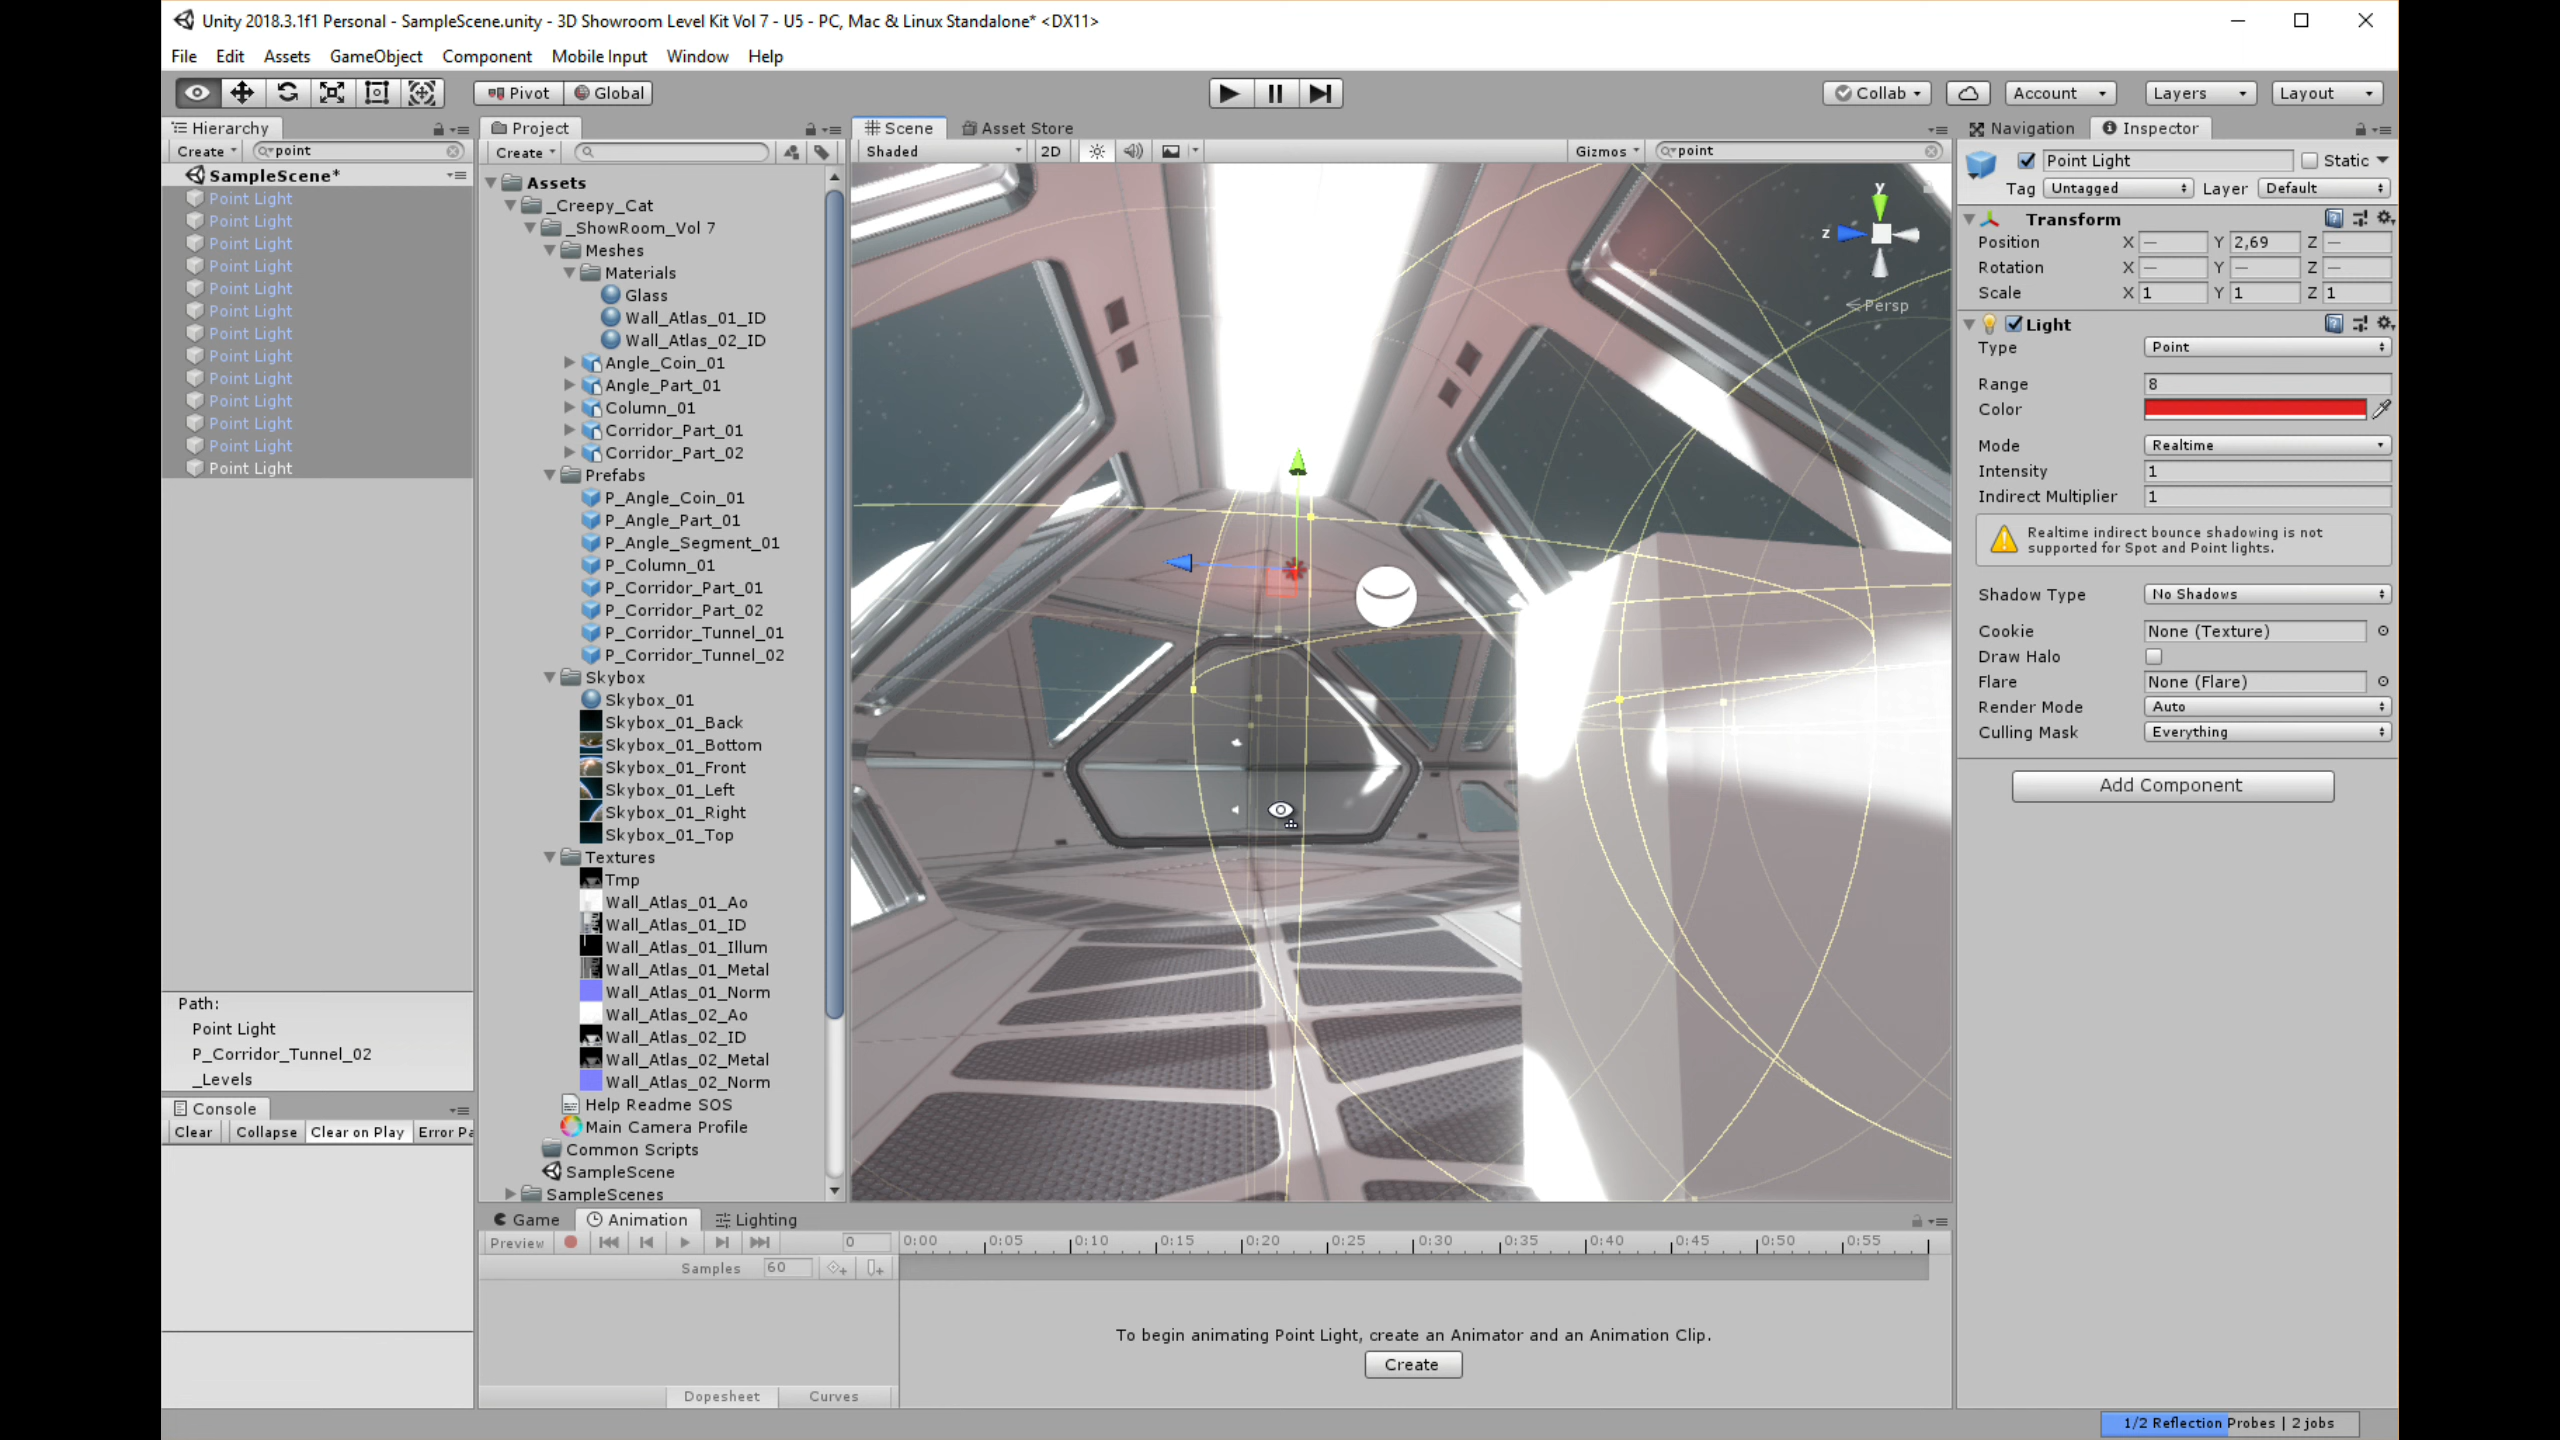 Unity 2018.3.1f1 Personal - SampleScene.unity - 3D Showroom Level Kit Vol 7 - U5 - PC, Mac & Linux Standalone* <DX11>
File Edit Assets GameObject Component Mobile Input Window Help
Pivot Global
Collab Account Layers Layout
Hierarchy
Create point
SampleScene*
Point Light
Point Light
Point Light
Point Light
Point Light
Point Light
Point Light
Point Light
Point Light
Point Light
Point Light
Point Light
Point Light
Path:
Point Light
P_Corridor_Tunnel_02
_Levels
Console
Clear Collapse Clear on Play Error Pa
Project
Create
Assets
_Creepy_Cat
_ShowRoom_Vol 7
Meshes
Materials
Glass
Wall_Atlas_01_ID
Wall_Atlas_02_ID
Angle_Coin_01
Angle_Part_01
Column_01
Corridor_Part_01
Corridor_Part_02
Prefabs
P_Angle_Coin_01
P_Angle_Part_01
P_Angle_Segment_01
P_Column_01
P_Corridor_Part_01
P_Corridor_Part_02
P_Corridor_Tunnel_01
P_Corridor_Tunnel_02
Skybox
Skybox_01
Skybox_01_Back
Skybox_01_Bottom
Skybox_01_Front
Skybox_01_Left
Skybox_01_Right
Skybox_01_Top
Textures
Tmp
Wall_Atlas_01_Ao
Wall_Atlas_01_ID
Wall_Atlas_01_Illum
Wall_Atlas_01_Metal
Wall_Atlas_01_Norm
Wall_Atlas_02_Ao
Wall_Atlas_02_ID
Wall_Atlas_02_Metal
Wall_Atlas_02_Norm
Help Readme SOS
Main Camera Profile
Common Scripts
SampleScene
SampleScenes
Scene Asset Store
Shaded 2D Gizmos point
y
z
Persp
Game Animation Lighting
Preview 0 0:00 0:05 0:10 0:15 0:20 0:25 0:30 0:35 0:40 0:45 0:50 0:55
Samples 60
To begin animating Point Light, create an Animator and an Animation Clip.
Create
Dopesheet Curves
Navigation Inspector
Point Light Static
Tag Untagged Layer Default
Transform
Position X — Y 2,69 Z —
Rotation X — Y — Z —
Scale X 1 Y 1 Z 1
Light
Type Point
Range 8
Color
Mode Realtime
Intensity 1
Indirect Multiplier 1
Realtime indirect bounce shadowing is not
supported for Spot and Point lights.
Shadow Type No Shadows
Cookie None (Texture)
Draw Halo
Flare None (Flare)
Render Mode Auto
Culling Mask Everything
Add Component
1/2 Reflection Probes | 2 jobs